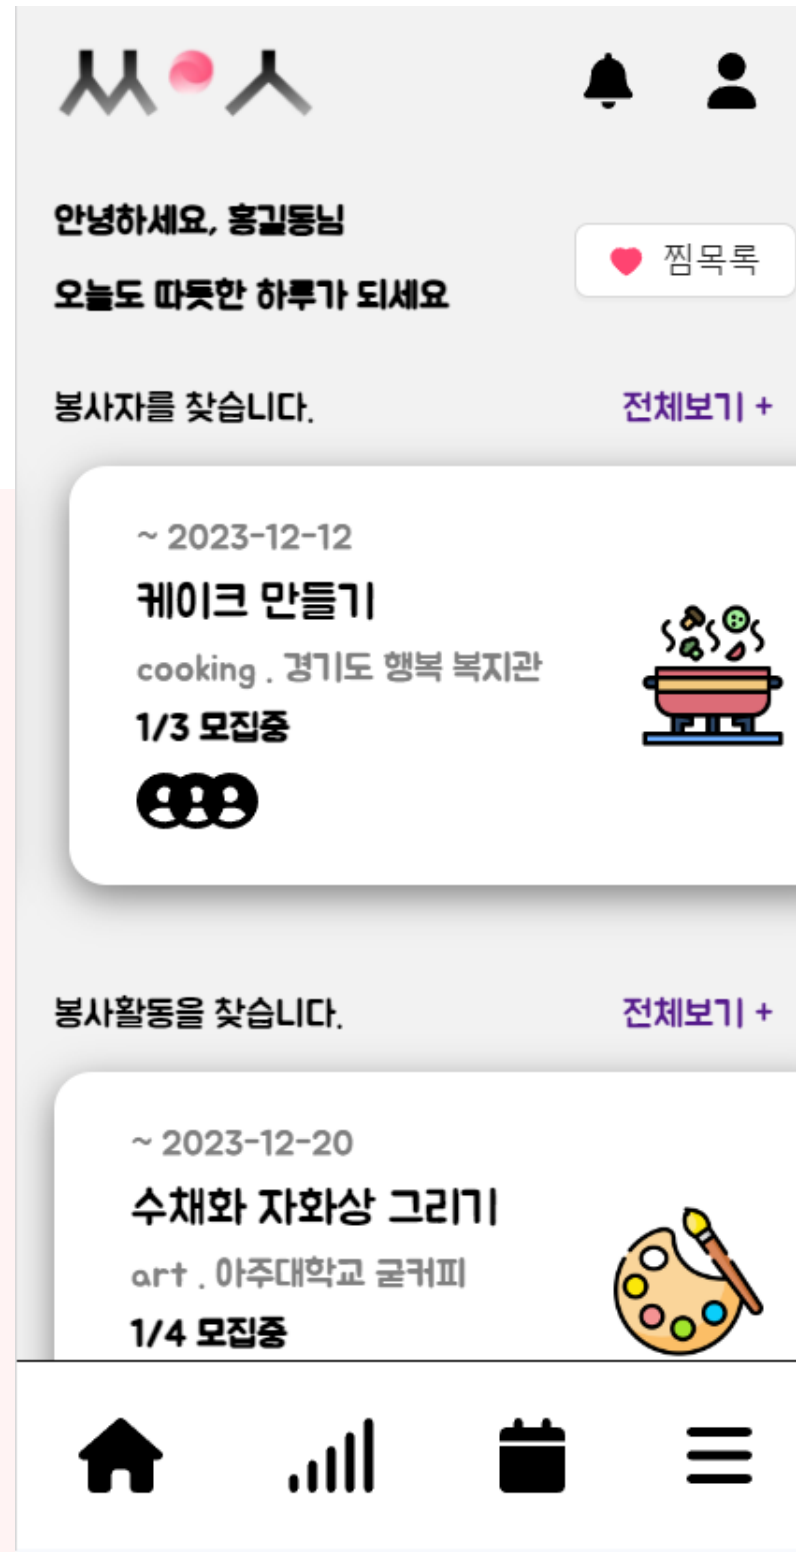 안녕하세요, 홍길동님
오늘도 따듯한 하루가 되세요
찜목록
봉사자를 찾습니다.
전체보기 +
~ 2023-12-12
케이크 만들기
cooking . 경기도 행복 복지관
1/3 모집중
봉사활동을 찾습니다.
전체보기 +
~ 2023-12-20
수채화 자화상 그리기
art . 아주대학교 굳커피
1/4 모집중